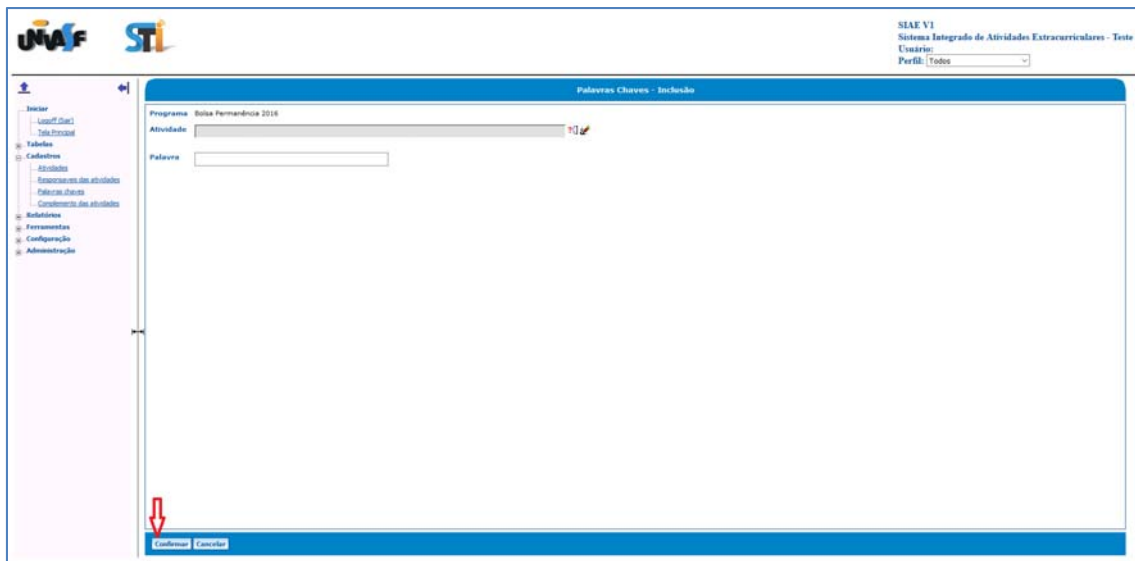 UNIVASF
STI
SIAE V1
Sistema Integrado de Atividades Extracurriculares - Teste
Usuário:
Perfil: Todos
Iniciar
Logoff (Sair)
Tela Principal
Tabelas
Cadastros
Atividades
Responsaveis das atividades
Palavras chaves
Complemento das atividades
Relatórios
Ferramentas
Configuração
Administração
Palavras Chaves - Inclusão
Programa Bolsa Permanência 2016
Atividade
Palavra
Confirmar Cancelar